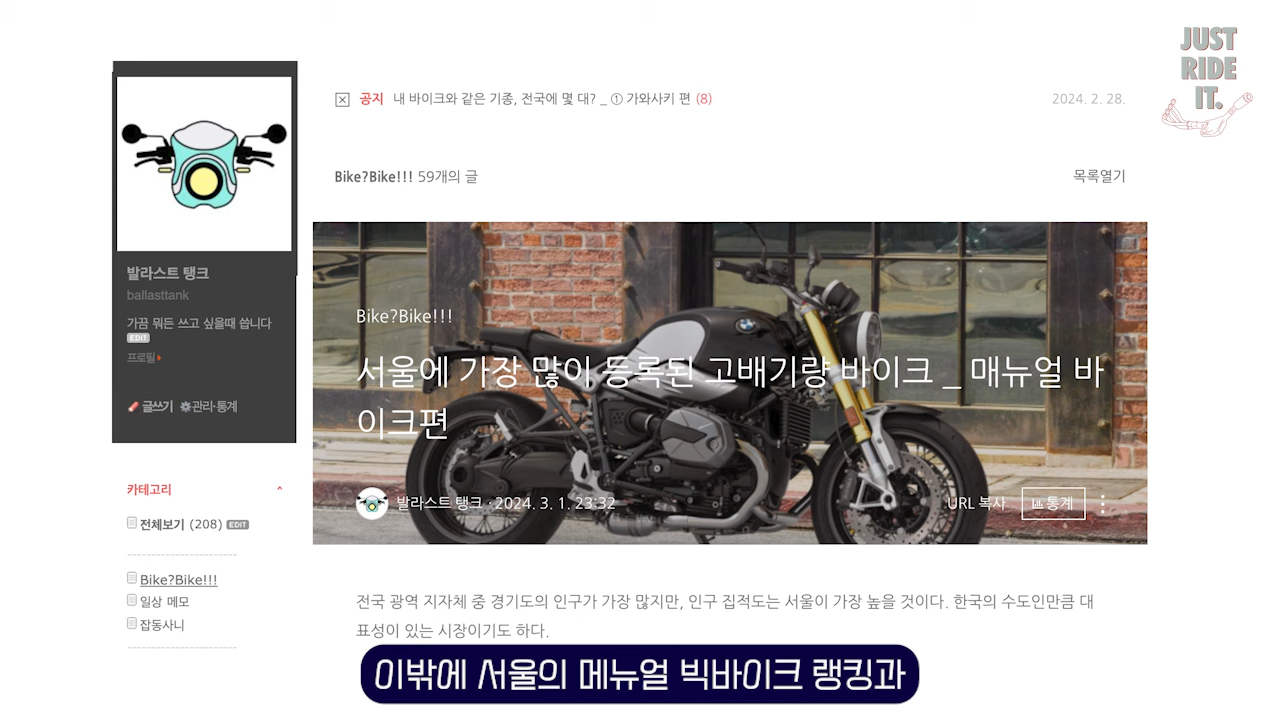 JUST
RIDE
IT.
공지 내 바이크와 같은 기종, 전국에 몇 대? _ ① 가와사키 편 (8) 2024. 2. 28.
Bike?Bike!!! 59개의 글 목록열기
발라스트 탱크
ballasttank
가끔 뭐든 쓰고 싶을때 씁니다
EDIT
프로필
글쓰기 관리·통계
카테고리
전체보기 (208) EDIT
Bike?Bike!!!
일상 메모
잡동사니
Bike?Bike!!!
서울에 가장 많이 등록된 고배기량 바이크 _ 매뉴얼 바
이크편
발라스트 탱크 · 2024. 3. 1. 23:32 URL 복사 통계
전국 광역 지자체 중 경기도의 인구가 가장 많지만, 인구 집적도는 서울이 가장 높을 것이다. 한국의 수도인만큼 대
표성이 있는 시장이기도 하다.
이밖에 서울의 메뉴얼 빅바이크 랭킹과